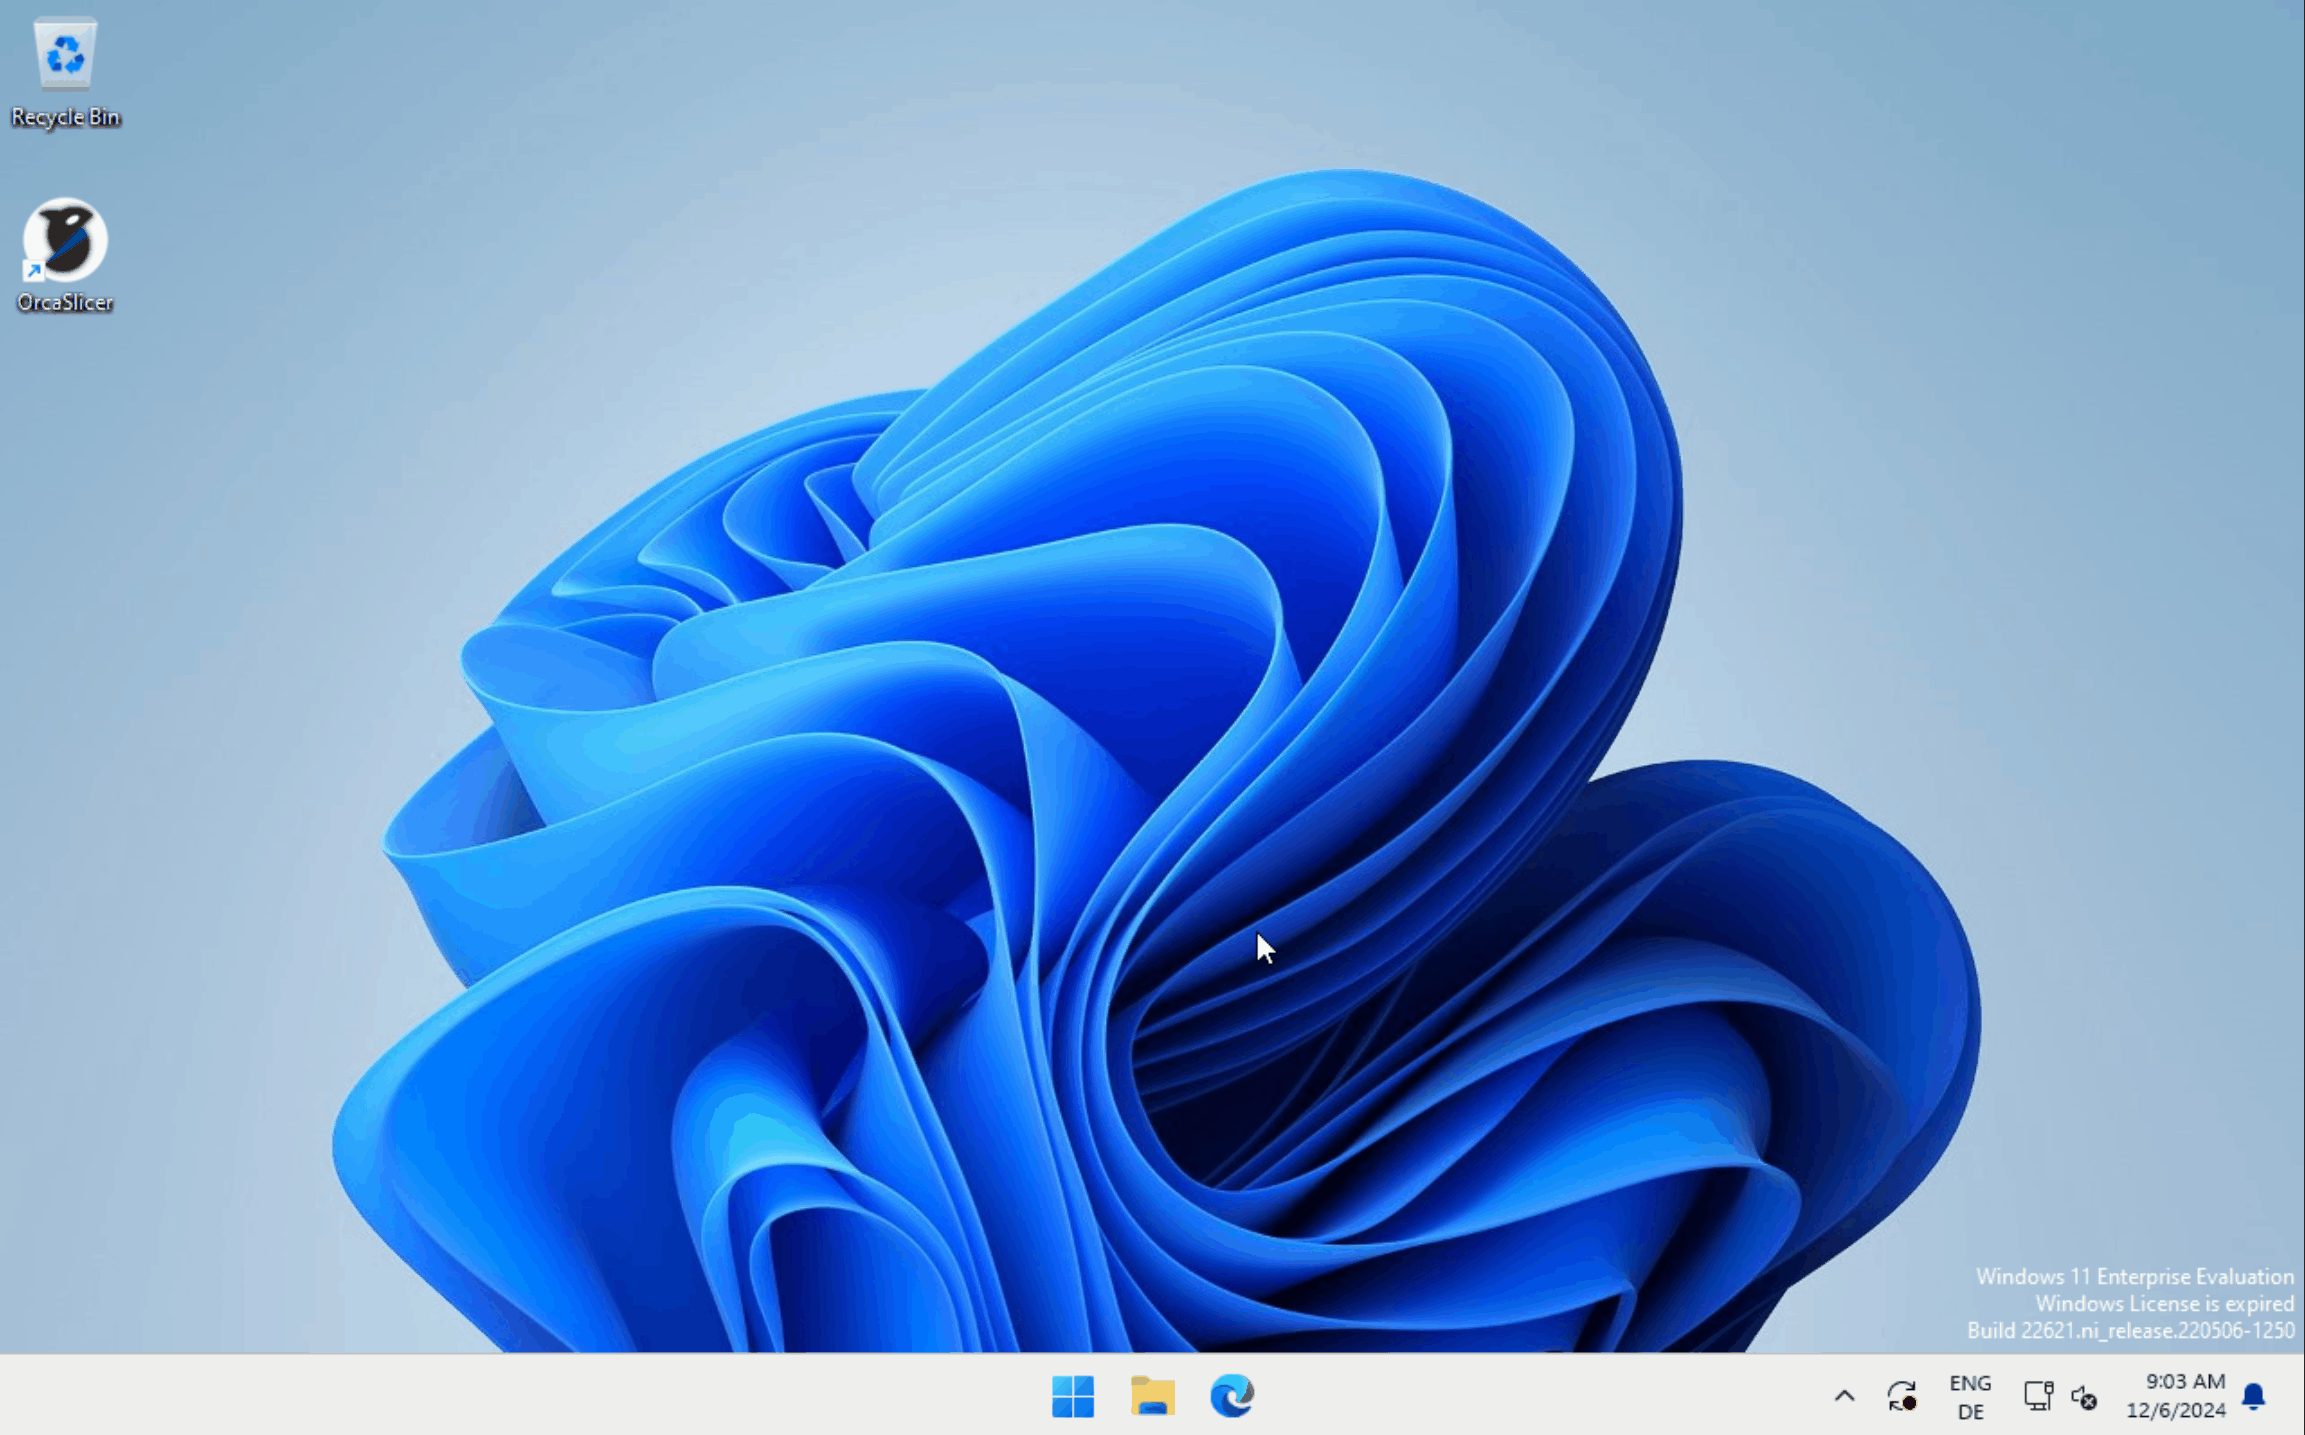 Recycle Bin
OrcaSlicer
Windows 11 Enterprise Evaluation
Windows License is expired
Build 22621.ni_release.220506-1250
ENG
DE
9:03 AM
12/6/2024